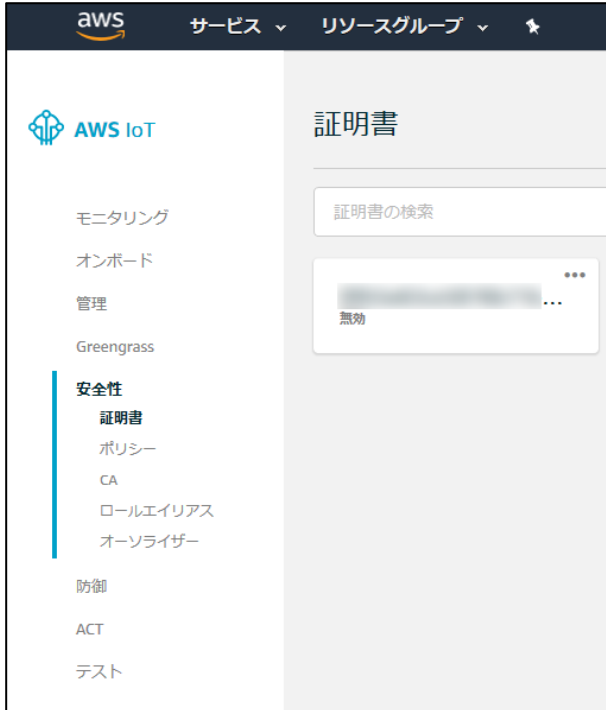 aws サービス リソースグループ
AWS IoT
モニタリング
オンボード
管理
Greengrass
安全性
証明書
ポリシー
CA
ロールエイリアス
オーソライザー
防御
ACT
テスト
証明書
証明書の検索
...
無効